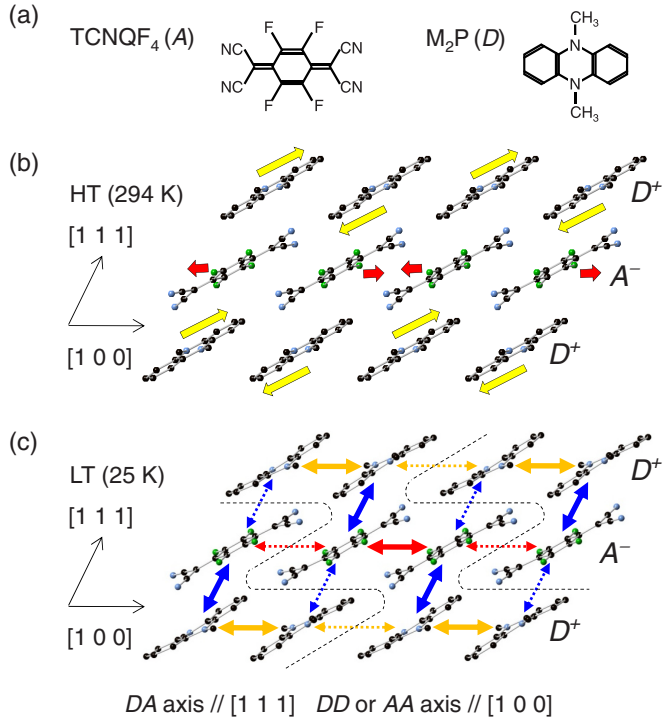 (a)
TCNQF₄ (A)
M₂P (D)
F F
NC CN
NC CN
F F
CH₃
N
N
CH₃
(b)
HT (294 K)
D⁺
[1 1 1]
A⁻
[1 0 0]
D⁺
(c)
LT (25 K)
D⁺
[1 1 1]
A⁻
[1 0 0]
D⁺
DA axis // [1 1 1] DD or AA axis // [1 0 0]